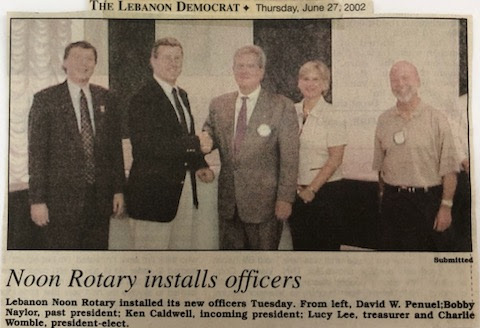 THE LEBANON DEMOCRAT ✦ Thursday, June 27, 2002
Submitted
Noon Rotary installs officers
Lebanon Noon Rotary installed its new officers Tuesday. From left, David W. Penuel;Bobby
Naylor, past president; Ken Caldwell, incoming president; Lucy Lee, treasurer and Charlie
Womble, president-elect.